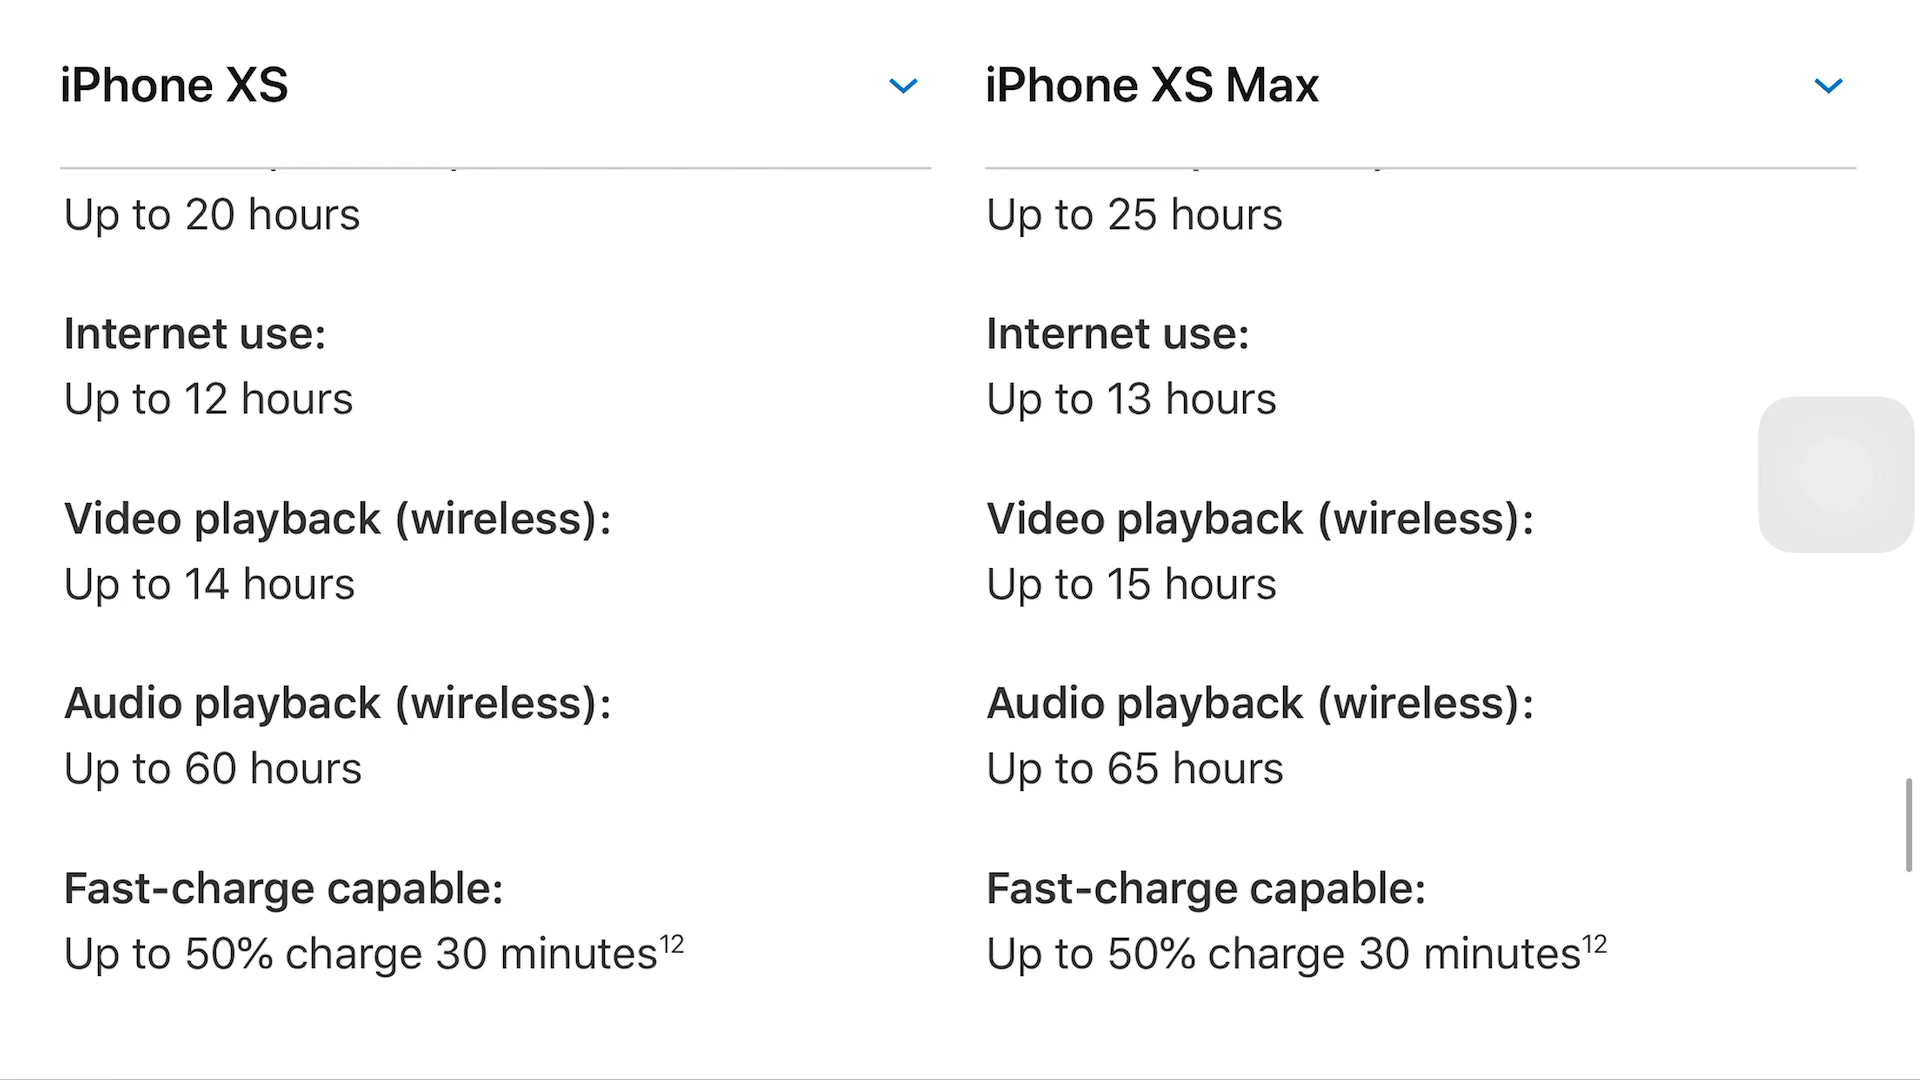 iPhone XS
iPhone XS Max
Up to 20 hours
Up to 25 hours
Internet use:
Internet use:
Up to 12 hours
Up to 13 hours
Video playback (wireless):
Video playback (wireless):
Up to 14 hours
Up to 15 hours
Audio playback (wireless):
Audio playback (wireless):
Up to 60 hours
Up to 65 hours
Fast-charge capable:
Fast-charge capable:
Up to 50% charge 30 minutes¹²
Up to 50% charge 30 minutes¹²